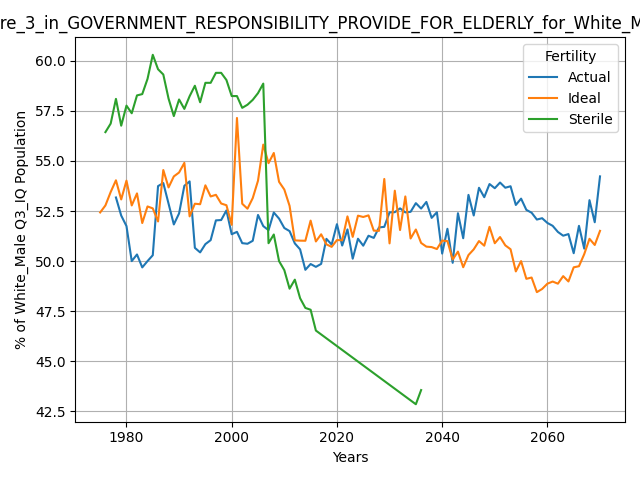 re_3_in_GOVERNMENT_RESPONSIBILITY_PROVIDE_FOR_ELDERLY_for_White_M
Fertility
Actual
Ideal
Sterile
% of White_Male Q3_IQ Population
60.0
57.5
55.0
52.5
50.0
47.5
45.0
42.5
1980 2000 2020 2040 2060
Years